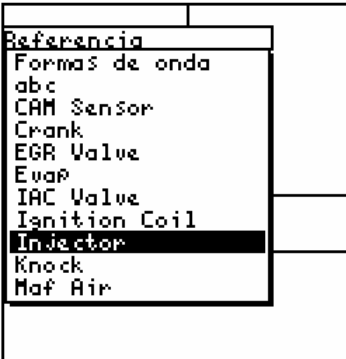 Referencia
Formas de onda
abc
CAM Sensor
Crank
EGR Valve
Evap
IAC Valve
Ignition Coil
Injector
Knock
Maf Air